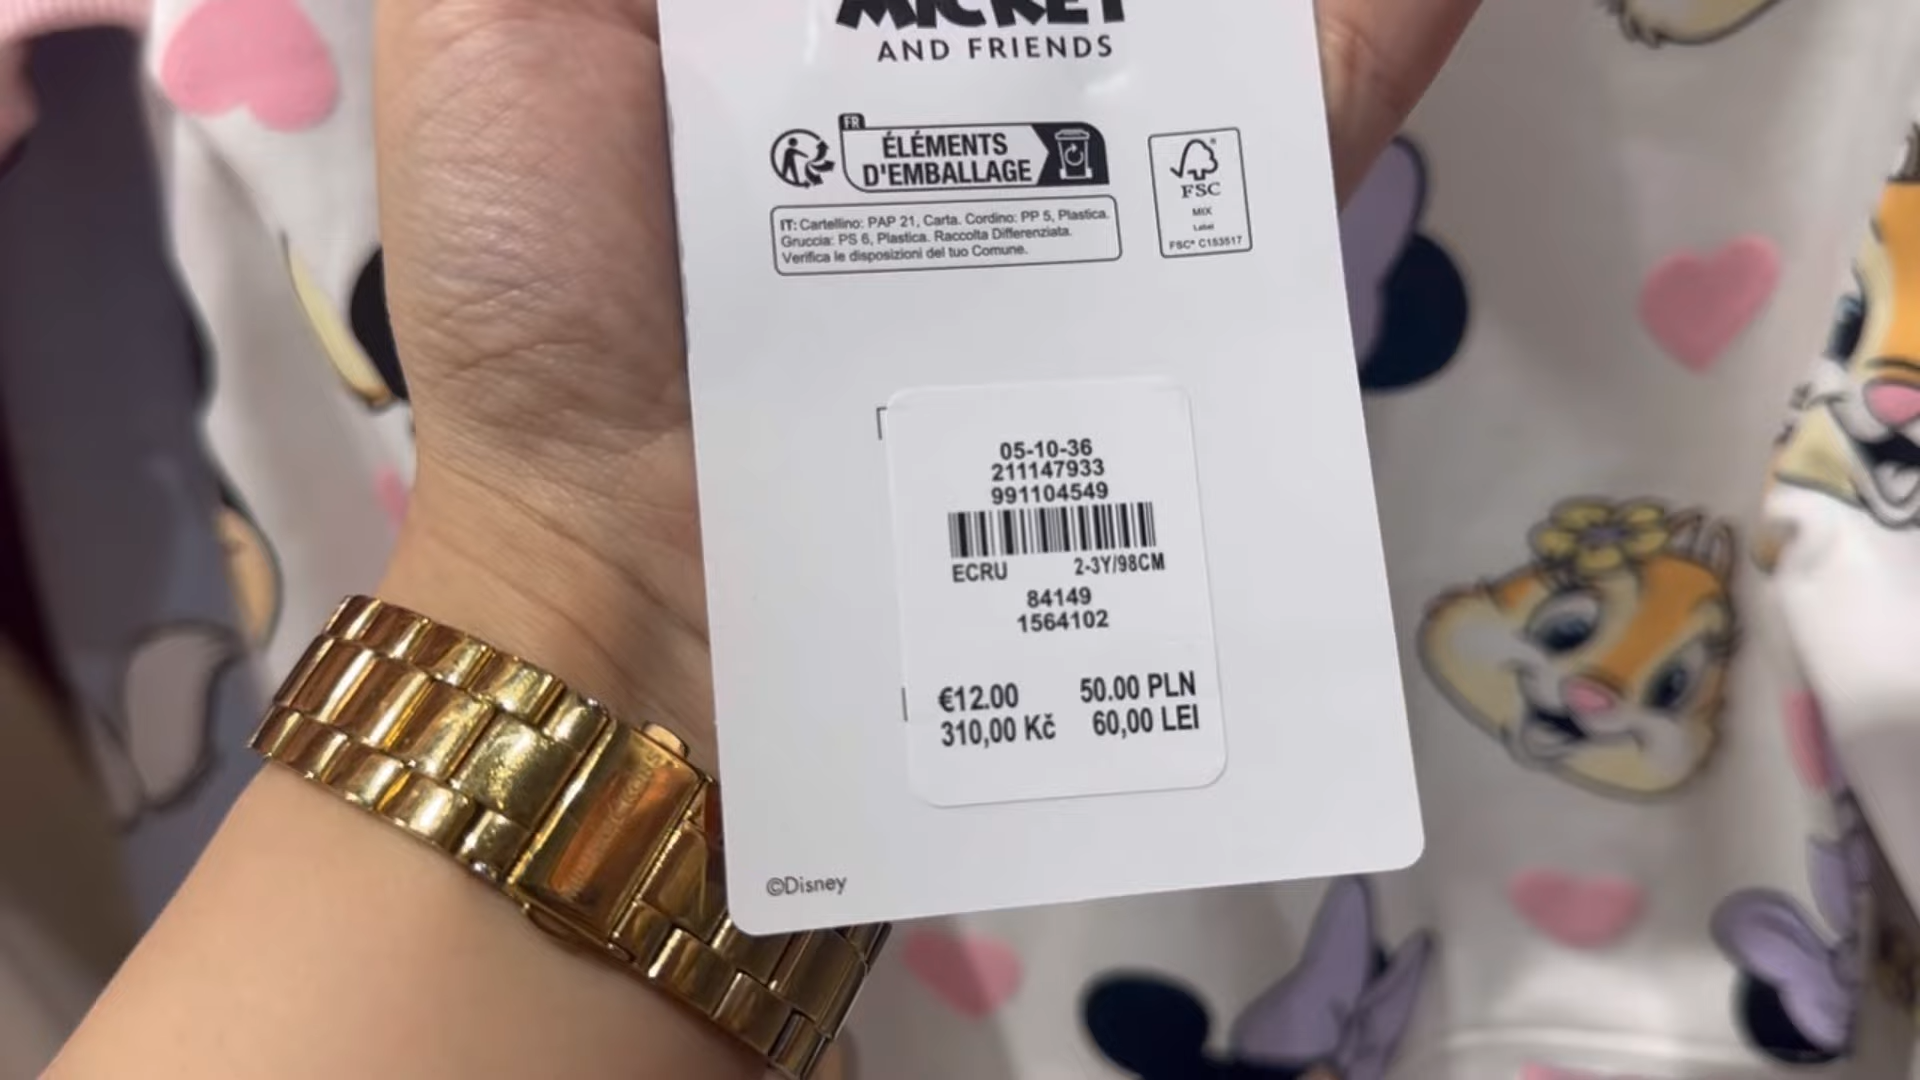 MICKEY
AND FRIENDS
FR
ÉLÉMENTS
D'EMBALLAGE
IT: Cartellino: PAP 21, Carta. Cordino: PP 5, Plastica.
Gruccia: PS 6, Plastica. Raccolta Differenziata.
Verifica le disposizioni del tuo Comune.
FSC
MIX
Label
FSC® C153517
05-10-36
211147933
991104549
ECRU 2-3Y/98CM
84149
1564102
€12.00 50.00 PLN
310,00 Kč 60,00 LEI
©Disney